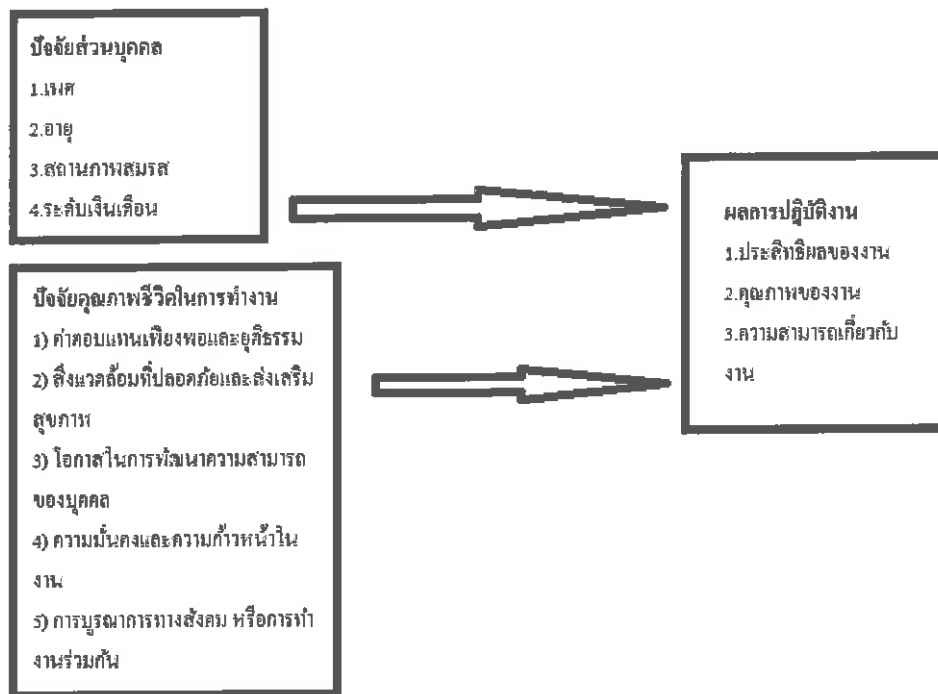 ปัจจัยส่วนบุคคล
1.เพศ
2.อายุ
3.สถานภาพสมรส
4.ระดับเงินเดือน
ปัจจัยคุณภาพชีวิตในการทำงาน
1) ค่าตอบแทนเพียงพอและยุติธรรม
2) สิ่งแวดล้อมที่ปลอดภัยและส่งเสริม
สุขภาพ
3) โอกาสในการพัฒนาความสามารถ
ของบุคคล
4) ความมั่นคงและความก้าวหน้าใน
งาน
5) การบูรณาการทางสังคม หรือการทำ
งานร่วมกัน
ผลการปฏิบัติงาน
1.ประสิทธิผลของงาน
2.คุณภาพของงาน
3.ความสามารถเกี่ยวกับ
งาน